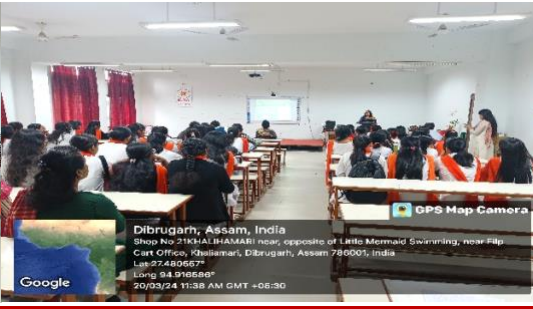 GPS Map Camera
Dibrugarh, Assam, India
Shop No 21KHALIHAMARI near, opposite of Little Mermaid Swimming, near Flip
Cart Office, Khaliamari, Dibrugarh, Assam 786001, India
Lat 27.480557°
Long 94.916586°
20/03/24 11:38 AM GMT +05:30
Google